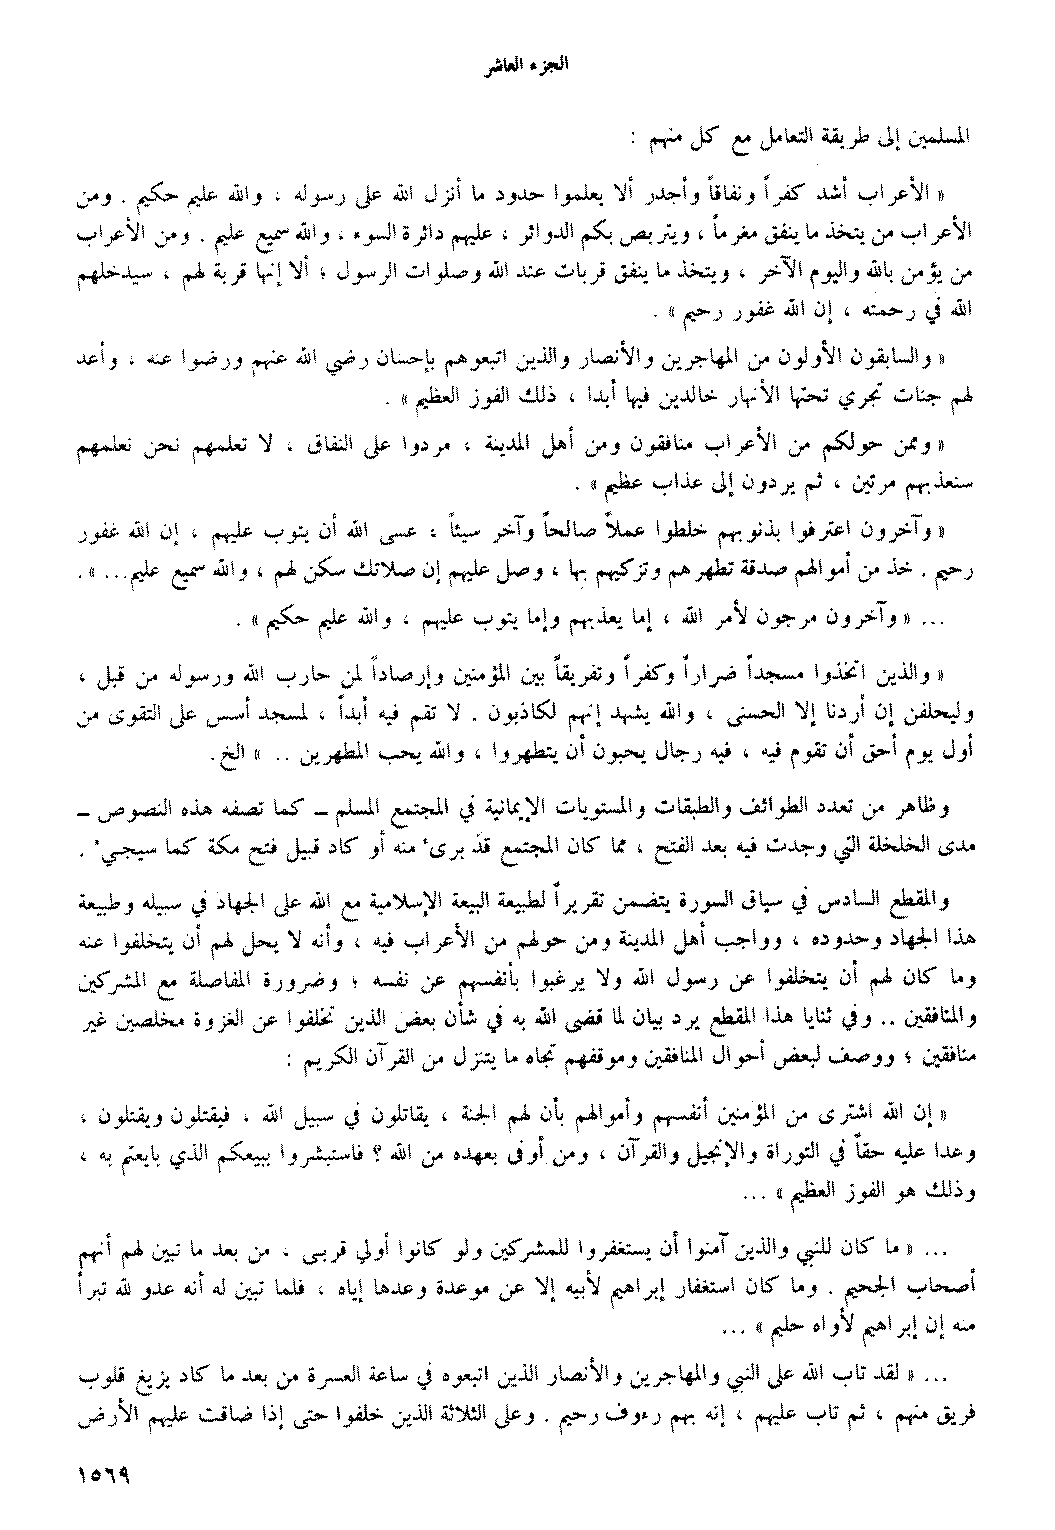 الجزء العاشر
المسلمين إلى طريقة التعامل مع كل منهم :
« الأعراب أشد كفراً ونفاقاً وأجدر ألا يعلموا حدود ما أنزل الله على رسوله ، والله عليم حكيم . ومن
الأعراب من يتخذ ما ينفق مغرماً ، ويتربص بكم الدوائر ، عليهم دائرة السوء ، والله سميع عليم . ومن الأعراب
من يؤمن بالله واليوم الآخر ، ويتخذ ما ينفق قربات عند الله وصلوات الرسول ؛ ألا إنها قربة لهم ، سيدخلهم
الله في رحمته ، إن الله غفور رحيم » .
« والسابقون الأولون من المهاجرين والأنصار والذين اتبعوهم بإحسان رضي الله عنهم ورضوا عنه ، وأعد
لهم جنات تجري تحتها الأنهار خالدين فيها أبدا ، ذلك الفوز العظيم » .
« وممن حولكم من الأعراب منافقون ومن أهل المدينة ، مردوا على النفاق ، لا تعلمهم نحن نعلمهم
سنعذبهم مرتين ، ثم يردون إلى عذاب عظيم » .
« وآخرون اعترفوا بذنوبهم خلطوا عملاً صالحاً وآخر سيئاً ، عسى الله أن يتوب عليهم ، إن الله غفور
رحيم . خذ من أموالهم صدقة تطهرهم وتزكيهم بها ، وصل عليهم إن صلاتك سكن لهم ، والله سميع عليم... » .
... « وآخرون مرجون لأمر الله ، إما يعذبهم وإما يتوب عليهم ، والله عليم حكيم » .
« والذين اتخذوا مسجداً ضراراً وكفراً وتفريقاً بين المؤمنين وإرصاداً لمن حارب الله ورسوله من قبل ،
وليحلفن إن أردنا إلا الحسنى ، والله يشهد إنهم لكاذبون . لا تقم فيه أبداً ، لمسجد أسس على التقوى من
أول يوم أحق أن تقوم فيه ، فيه رجال يحبون أن يتطهروا ، والله يحب المطهرين .. » الخ.
وظاهر من تعدد الطوائف والطبقات والمستويات الإيمانية في المجتمع المسلم ــ كما تصفه هذه النصوص ــ
مدى الخلخلة التي وجدت فيه بعد الفتح ، مما كان المجتمع قد برىء منه أو كاد قبيل فتح مكة كما سيجيء .
والمقطع السادس في سياق السورة يتضمن تقريراً لطبيعة البيعة الإسلامية مع الله على الجهاد في سبيله وطبيعة
هذا الجهاد وحدوده ، وواجب أهل المدينة ومن حولهم من الأعراب فيه ، وأنه لا يحل لهم أن يتخلفوا عنه
وما كان لهم أن يتخلفوا عن رسول الله ولا يرغبوا بأنفسهم عن نفسه ؛ وضرورة المفاصلة مع المشركين
والمنافقين .. وفي ثنايا هذا المقطع يرد بيان لما قضى الله به في شأن بعض الذين تخلفوا عن الغزوة مخلصين غير
منافقين ؛ ووصف لبعض أحوال المنافقين وموقفهم تجاه ما يتنزل من القرآن الكريم :
« إن الله اشترى من المؤمنين أنفسهم وأموالهم بأن لهم الجنة ، يقاتلون في سبيل الله ، فيقتلون ويقتلون ،
وعدا عليه حقاً في التوراة والإنجيل والقرآن ، ومن أوفى بعهده من الله ؟ فاستبشروا ببيعكم الذي بايعتم به ،
وذلك هو الفوز العظيم » ...
... « ما كان للنبي والذين آمنوا أن يستغفروا للمشركين ولو كانوا أولي قربى ، من بعد ما تبين لهم أنهم
أصحاب الجحيم . وما كان استغفار إبراهيم لأبيه إلا عن موعدة وعدها إياه ، فلما تبين له أنه عدو لله تبرأ
منه إن إبراهيم لأواه حليم » ...
... « لقد تاب الله على النبي والمهاجرين والأنصار الذين اتبعوه في ساعة العسرة من بعد ما كاد يزيغ قلوب
فريق منهم ، ثم تاب عليهم ، إنه بهم رءوف رحيم . وعلى الثلاثة الذين خلفوا حتى إذا ضاقت عليهم الأرض
١٥٦٩